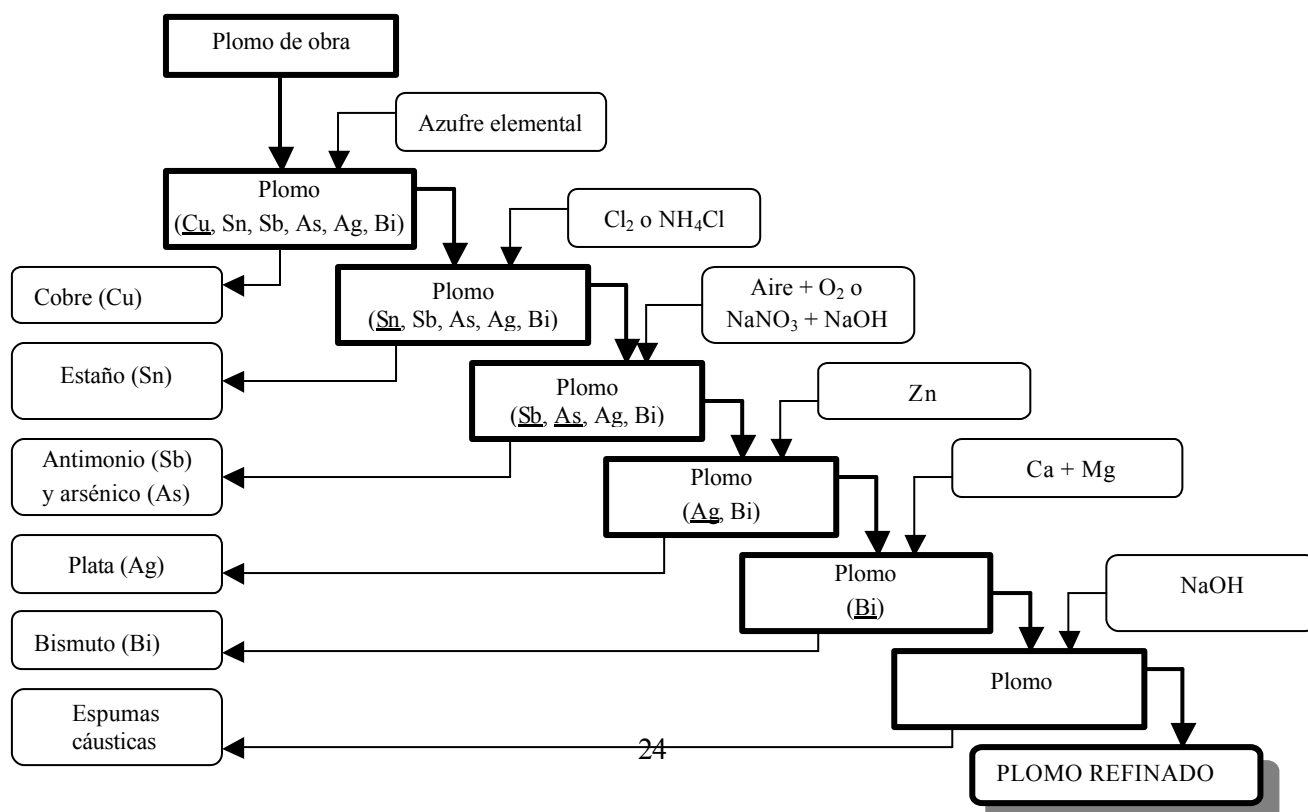 Plomo de obra
Azufre elemental
Plomo
(Cu, Sn, Sb, As, Ag, Bi)
Cl₂ o NH₄Cl
Cobre (Cu)
Plomo
(Sn, Sb, As, Ag, Bi)
Aire + O₂ o
NaNO₃ + NaOH
Estaño (Sn)
Plomo
(Sb, As, Ag, Bi)
Zn
Antimonio (Sb)
y arsénico (As)
Plomo
(Ag, Bi)
Ca + Mg
Plata (Ag)
Plomo
(Bi)
NaOH
Bismuto (Bi)
Plomo
Espumas
cáusticas
24
PLOMO REFINADO